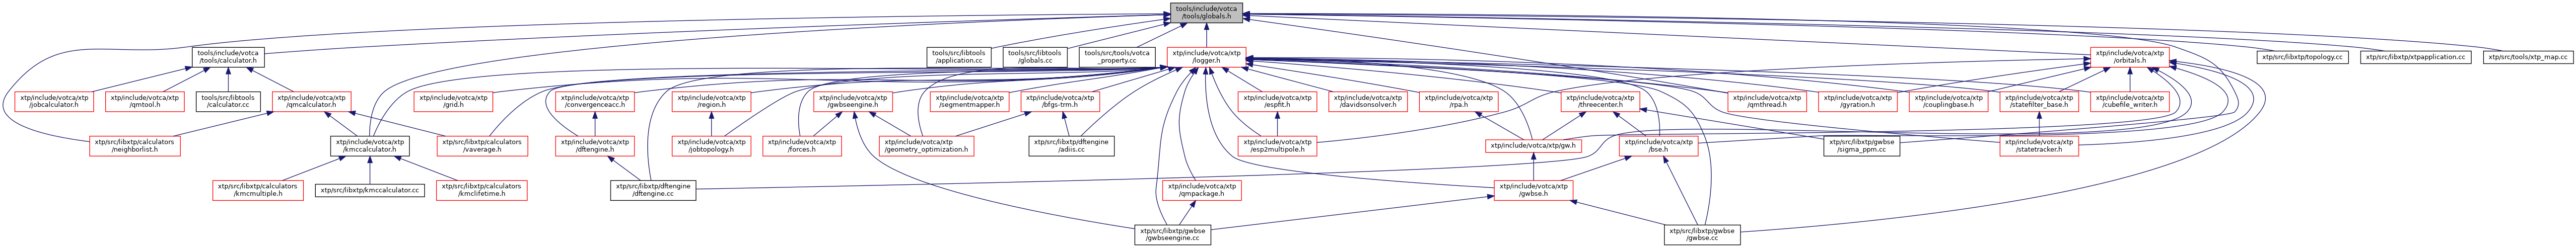 tools/include/votca
/tools/globals.h
tools/include/votca
/tools/calculator.h
tools/src/libtools
/application.cc
tools/src/libtools
/globals.cc
tools/src/tools/votca
_property.cc
xtp/include/votca/xtp
/logger.h
xtp/include/votca/xtp
/orbitals.h
xtp/src/libxtp/topology.cc
xtp/src/libxtp/xtpapplication.cc
xtp/src/tools/xtp_map.cc
xtp/include/votca/xtp
/jobcalculator.h
xtp/include/votca/xtp
/qmtool.h
tools/src/libtools
/calculator.cc
xtp/include/votca/xtp
/qmcalculator.h
xtp/include/votca/xtp
/grid.h
xtp/include/votca/xtp
/convergenceacc.h
xtp/include/votca/xtp
/region.h
xtp/include/votca/xtp
/gwbseengine.h
xtp/include/votca/xtp
/segmentmapper.h
xtp/include/votca/xtp
/bfgs-trm.h
xtp/include/votca/xtp
/espfit.h
xtp/include/votca/xtp
/davidsonsolver.h
xtp/include/votca/xtp
/rpa.h
xtp/include/votca/xtp
/threecenter.h
xtp/include/votca/xtp
/qmthread.h
xtp/include/votca/xtp
/gyration.h
xtp/include/votca/xtp
/couplingbase.h
xtp/include/votca/xtp
/statefilter_base.h
xtp/include/votca/xtp
/cubefile_writer.h
xtp/src/libxtp/calculators
/neighborlist.h
xtp/include/votca/xtp
/kmccalculator.h
xtp/src/libxtp/calculators
/vaverage.h
xtp/include/votca/xtp
/dftengine.h
xtp/include/votca/xtp
/jobtopology.h
xtp/include/votca/xtp
/forces.h
xtp/include/votca/xtp
/geometry_optimization.h
xtp/src/libxtp/dftengine
/adiis.cc
xtp/include/votca/xtp
/esp2multipole.h
xtp/include/votca/xtp/gw.h
xtp/include/votca/xtp
/bse.h
xtp/src/libxtp/gwbse
/sigma_ppm.cc
xtp/include/votca/xtp
/statetracker.h
xtp/src/libxtp/calculators
/kmcmultiple.h
xtp/src/libxtp/kmccalculator.cc
xtp/src/libxtp/calculators
/kmclifetime.h
xtp/src/libxtp/dftengine
/dftengine.cc
xtp/include/votca/xtp
/qmpackage.h
xtp/include/votca/xtp
/gwbse.h
xtp/src/libxtp/gwbse
/gwbseengine.cc
xtp/src/libxtp/gwbse
/gwbse.cc